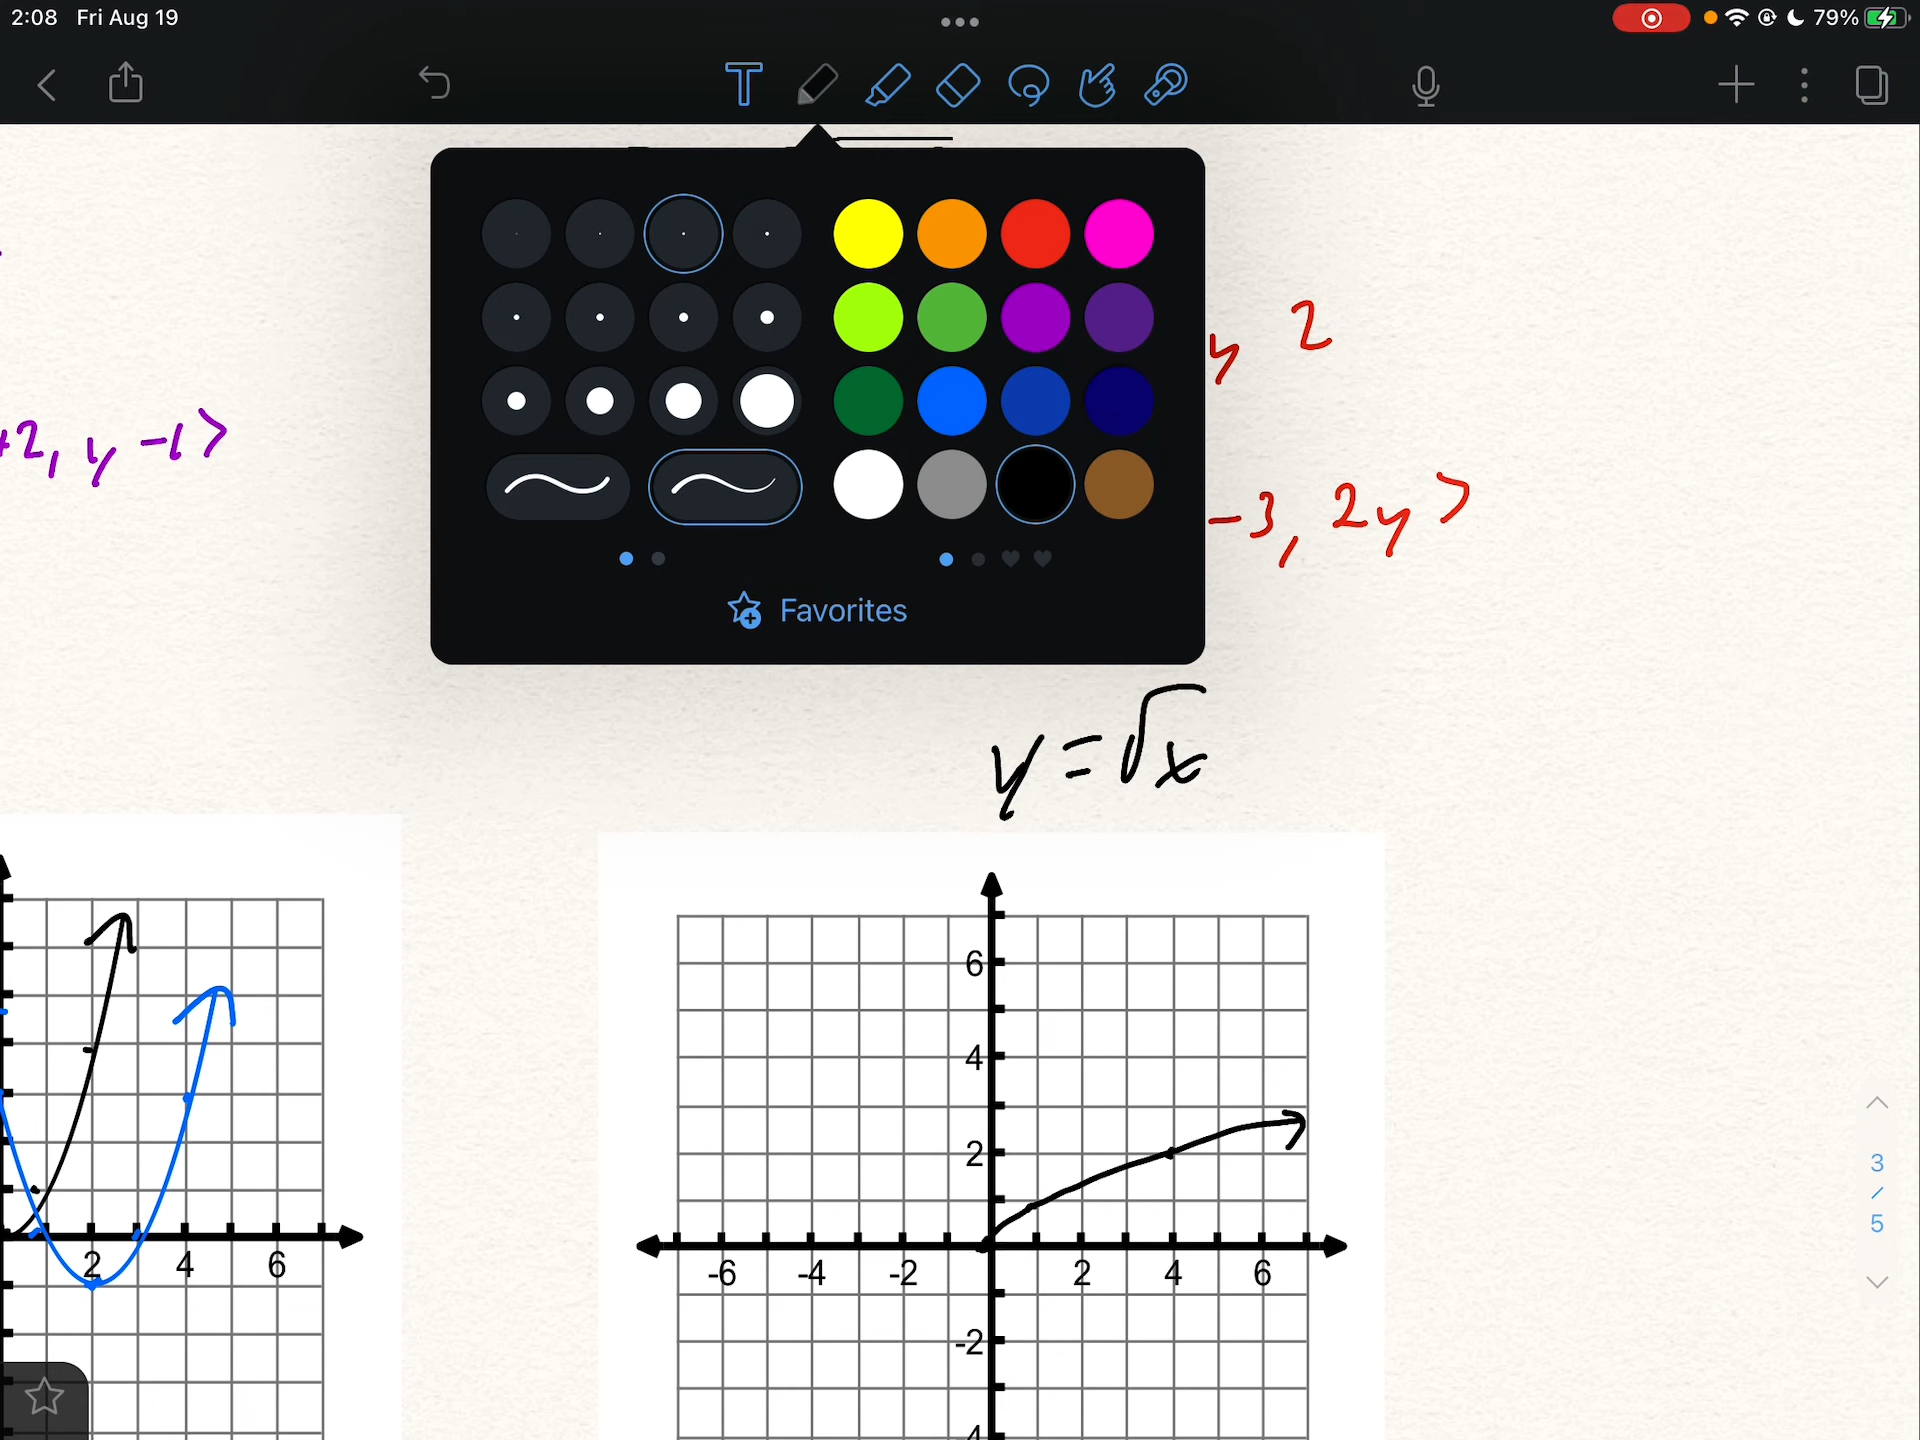 2:08 Fri Aug 19
79%
T
y 2
+2, y -1>
-3, 2y >
Favorites
y = √x
6
4
2
-6 -4 -2 2 4 6
-2
-4
2 4 6
3
/
5